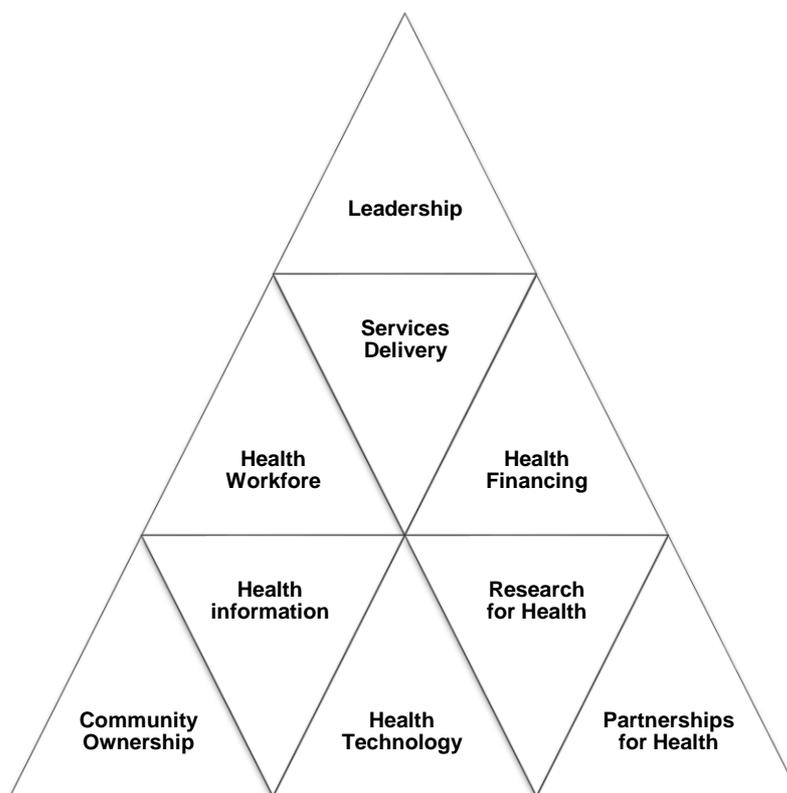 Leadership
Services
Delivery
Health
Workfore
Health
Financing
Health
information
Research
for Health
Community
Ownership
Health
Technology
Partnerships
for Health